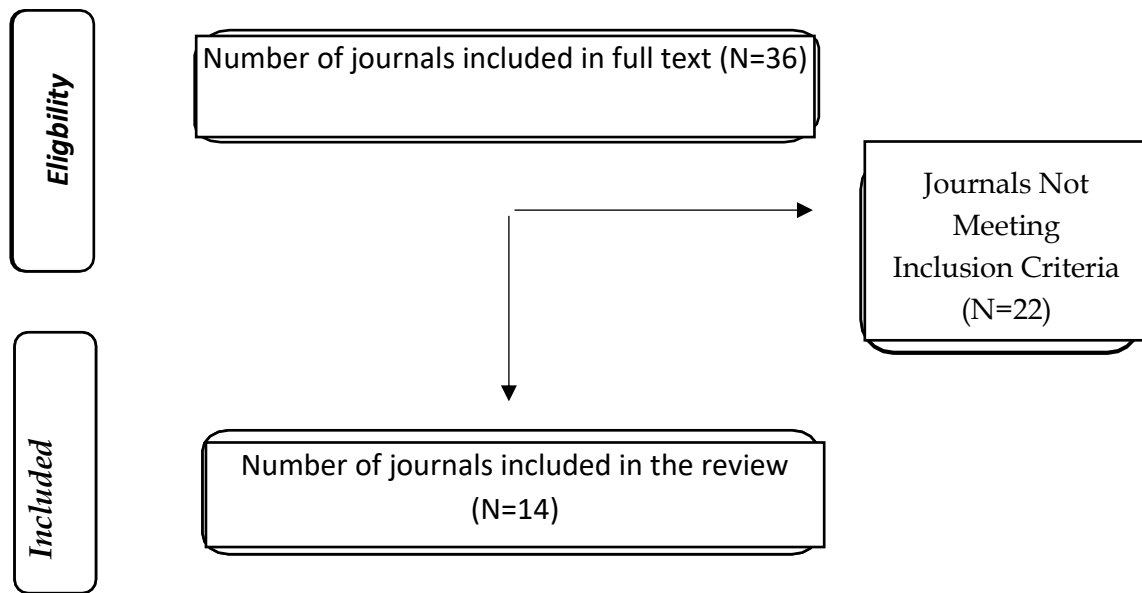 Eligbility
Number of journals included in full text (N=36)
Journals Not
Meeting
Inclusion Criteria
(N=22)
Included
Number of journals included in the review
(N=14)